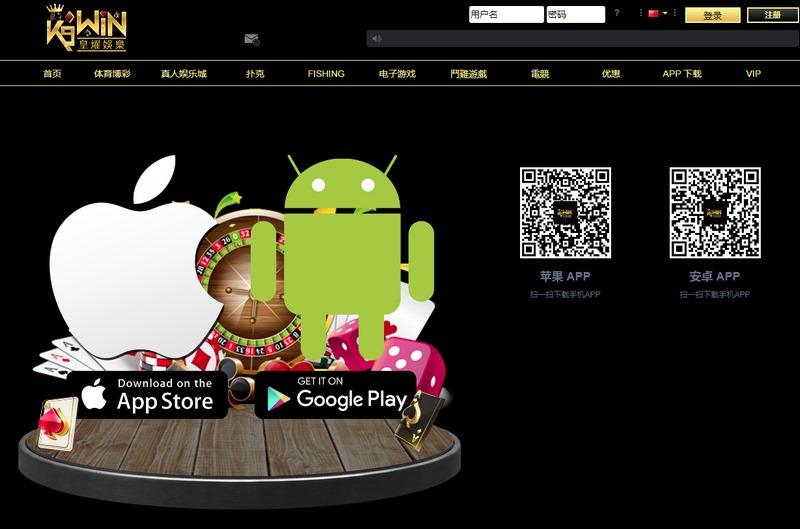 K9WIN
皇燿娛樂
用户名
密码
?
登录
注册
首页
体育博彩
真人娱乐城
扑克
FISHING
电子游戏
鬥雞遊戲
電競
优惠
APP 下载
VIP
苹果 APP
扫一扫下载手机APP
安卓 APP
扫一扫下载手机APP
Download on the
App Store
GET IT ON
Google Play